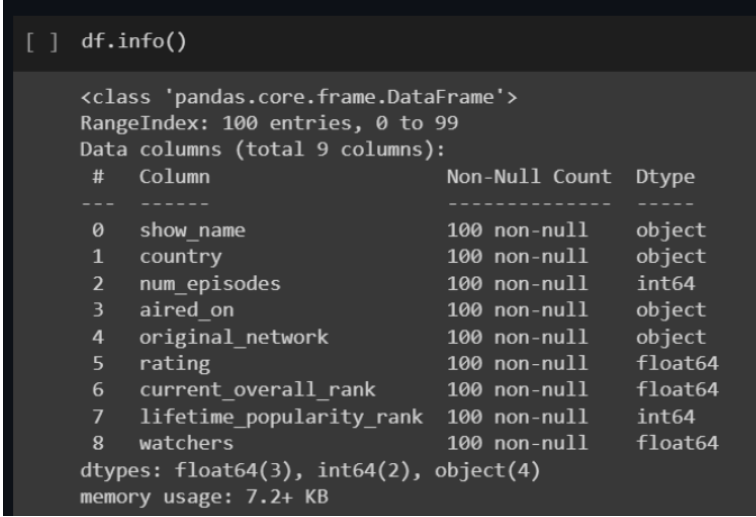 [ ] df.info()
<class 'pandas.core.frame.DataFrame'>
RangeIndex: 100 entries, 0 to 99
Data columns (total 9 columns):
 #   Column                    Non-Null Count  Dtype
---  ------                    --------------  -----
 0   show_name                 100 non-null    object
 1   country                   100 non-null    object
 2   num_episodes              100 non-null    int64
 3   aired_on                  100 non-null    object
 4   original_network          100 non-null    object
 5   rating                    100 non-null    float64
 6   current_overall_rank      100 non-null    float64
 7   lifetime_popularity_rank  100 non-null    int64
 8   watchers                  100 non-null    float64
dtypes: float64(3), int64(2), object(4)
memory usage: 7.2+ KB